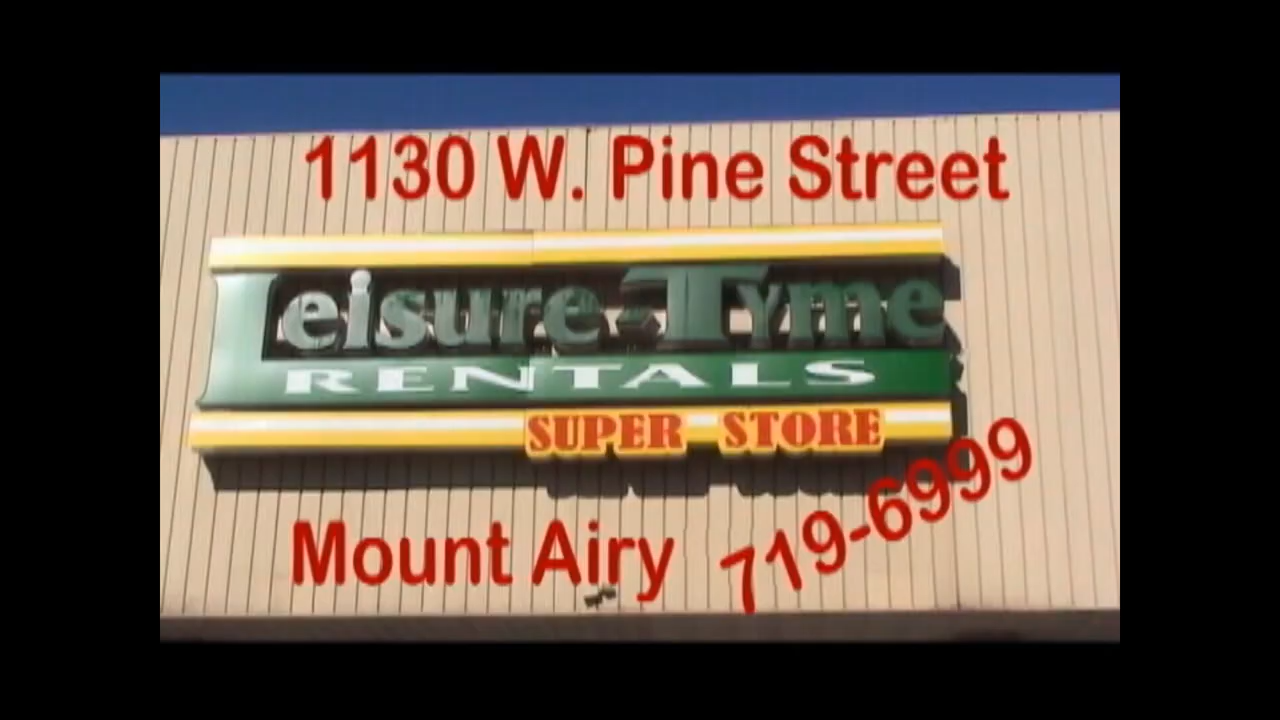 1130 W. Pine Street
Leisure Tyme
RENTALS
SUPER STORE
Mount Airy
719-6999